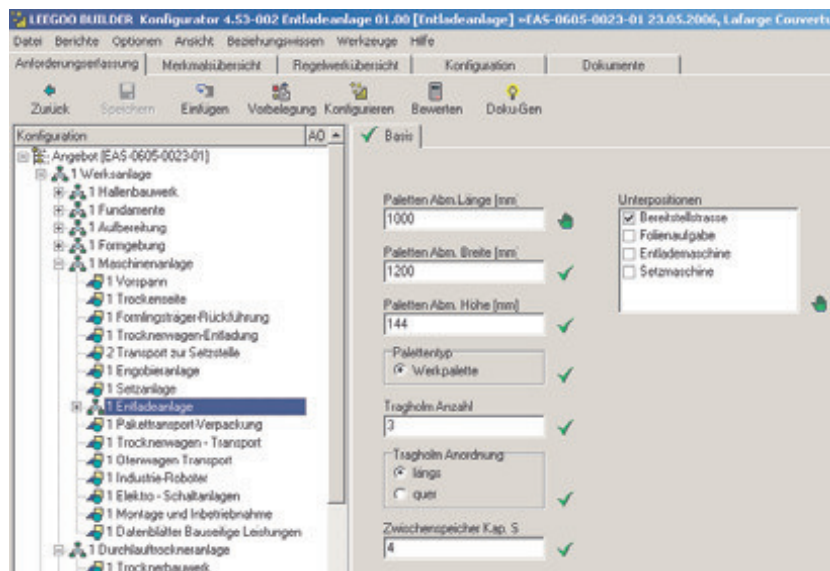 LEEGOO BUILDER Konfigurator 4.53-002 Entladeanlage 01.00 [Entladeanlage] »EAS-0605-0023-01 23.05.2006, Lafarge Couvertu
Datei Berichte Optionen Ansicht Beziehungswissen Werkzeuge Hilfe
Anforderungserfassung Merkmalsübersicht Regelwerkübersicht Konfiguration Dokumente
Zurück Speichern Einfügen Vorbelegung Konfigurieren Bewerten Doku-Gen
Konfiguration AO
Angebot (EAS-0605-0023-01)
1 Werksanlage
1 Hallenbauwerk
1 Fundamente
1 Aufbereitung
1 Formgebung
1 Maschinenanlage
1 Vorspann
1 Trockenseite
1 Formlingsträger-Rückführung
1 Trocknerwagen-Entladung
2 Transport zur Setzstelle
1 Engobieranlage
1 Setzanlage
1 Entladeanlage
1 Pakettransport-Verpackung
1 Trocknerwagen - Transport
1 Ofenwagen Transport
1 Industrie-Roboter
1 Elektro - Schaltanlagen
1 Montage und Inbetriebnahme
1 Datenblätter Bauseitige Leistungen
1 Durchlauftrockneranlage
1 Trocknerbauwerk
Basis
Paletten Abm.Länge [mm]
1000
Paletten Abm. Breite [mm]
1200
Paletten Abm. Höhe [mm]
144
Palettentyp
Werkpalette
Tragholm Anzahl
3
Tragholm Anordnung
längs
quer
Zwischenspeicher Kap. S
4
Unterpositionen
Bereitstellstrasse
Folienaufgabe
Entlademaschine
Setzmaschine